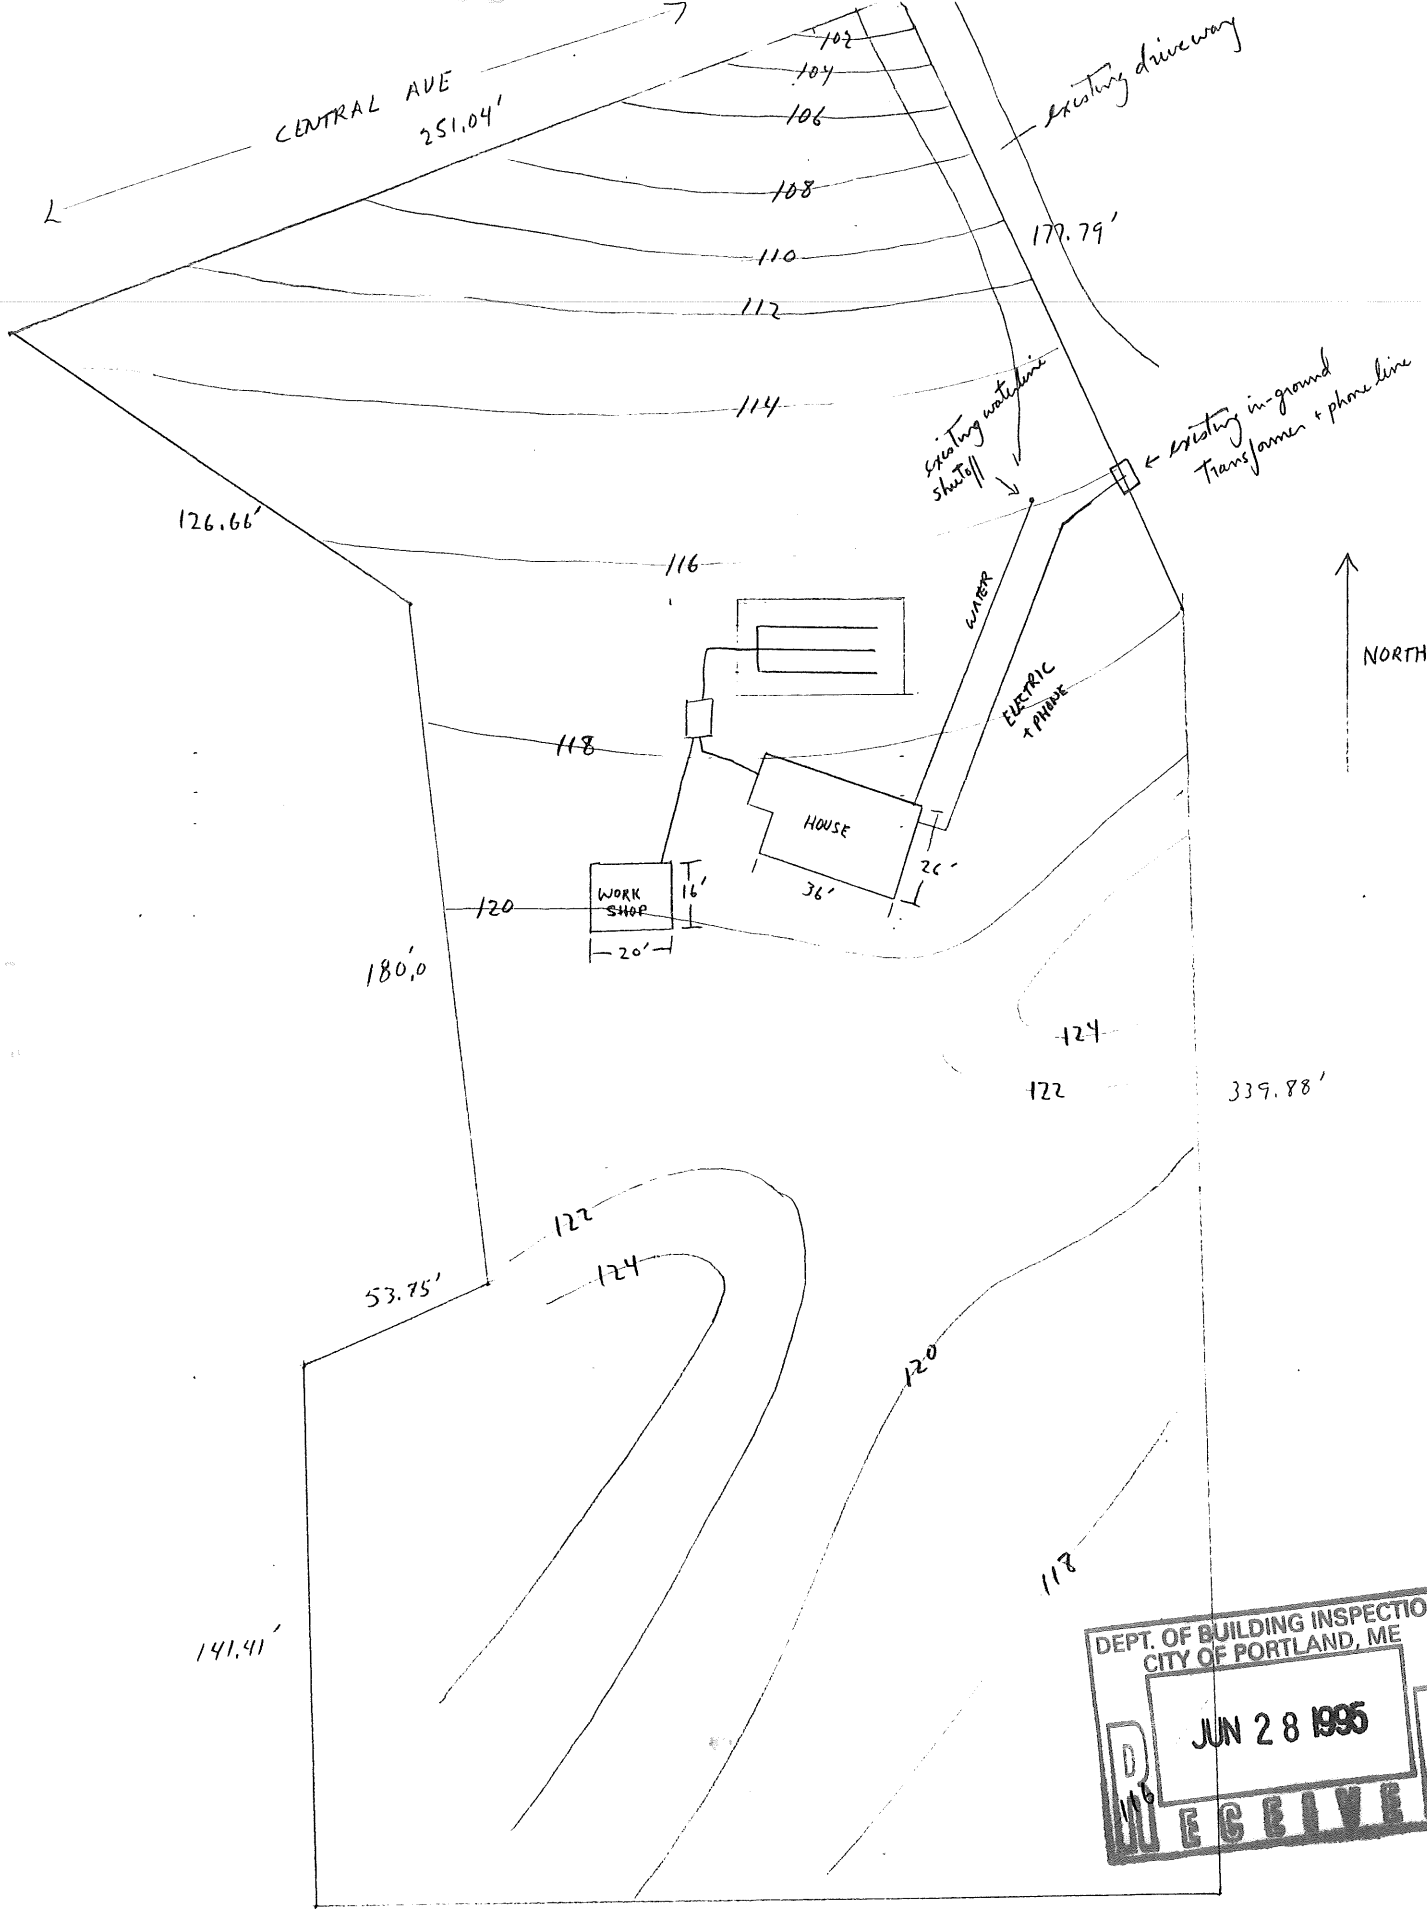 102
104
existing driveway
CENTRAL AVE
251.04'
106
108
177.79'
110
112
114
existing waterline
shutoff
← existing in-ground
transformer + phone line
126.66'
116
WATER
NORTH
ELECTRIC
+ PHONE
118
HOUSE
26'
36'
WORK
SHOP
16'
120
20'
180.0'
124
122
339.88'
122
124
53.75'
120
118
141.41'
DEPT. OF BUILDING INSPECTIO
CITY OF PORTLAND, ME
JUN 28 1995
116
RECEIVE